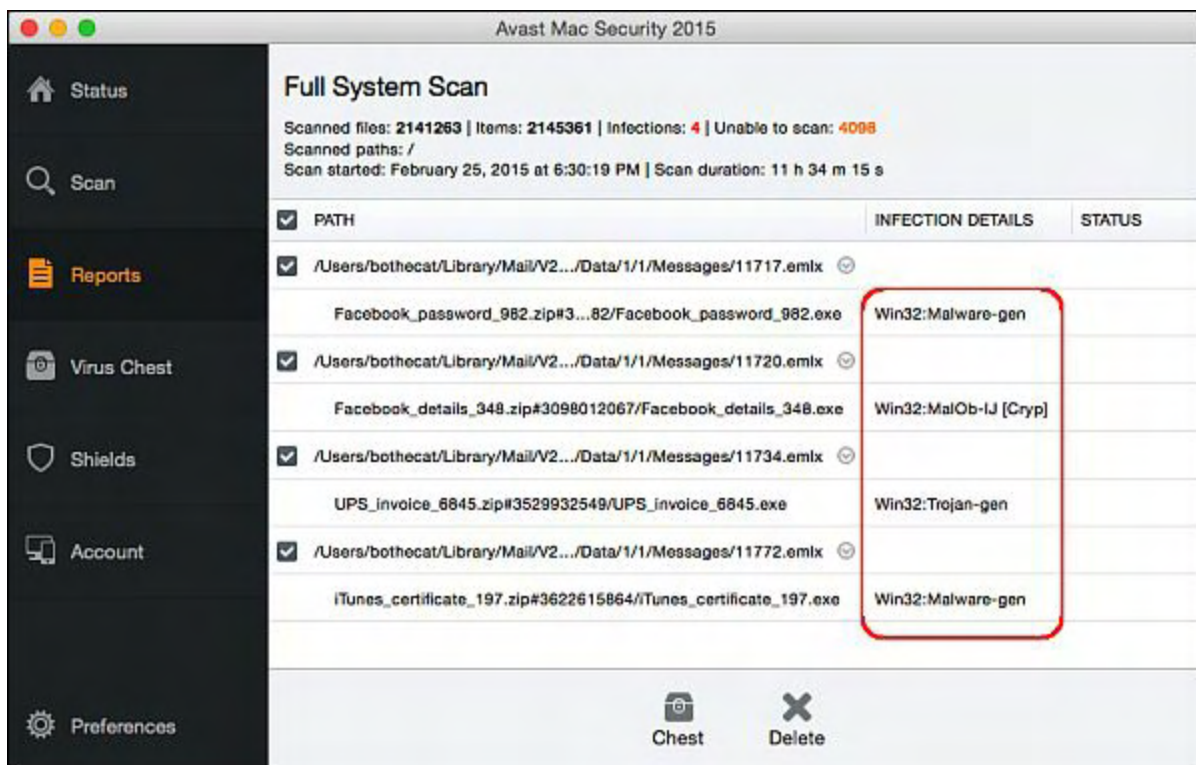 Avast Mac Security 2015
Status
Scan
Reports
Virus Chest
Shields
Account
Preferences
Full System Scan
Scanned files: 2141263 | Items: 2145361 | Infections: 4 | Unable to scan: 4098
Scanned paths: /
Scan started: February 25, 2015 at 6:30:19 PM | Scan duration: 11 h 34 m 15 s
PATH INFECTION DETAILS STATUS
/Users/bothecat/Library/Mail/V2.../Data/1/1/Messages/11717.emlx
Facebook_password_982.zip#3...82/Facebook_password_982.exe Win32:Malware-gen
/Users/bothecat/Library/Mail/V2.../Data/1/1/Messages/11720.emlx
Facebook_details_348.zip#3098012067/Facebook_details_348.exe Win32:MalOb-IJ [Cryp]
/Users/bothecat/Library/Mail/V2.../Data/1/1/Messages/11734.emlx
UPS_invoice_6845.zip#3529932549/UPS_invoice_6845.exe Win32:Trojan-gen
/Users/bothecat/Library/Mail/V2.../Data/1/1/Messages/11772.emlx
iTunes_certificate_197.zip#3622615864/iTunes_certificate_197.exe Win32:Malware-gen
Chest Delete